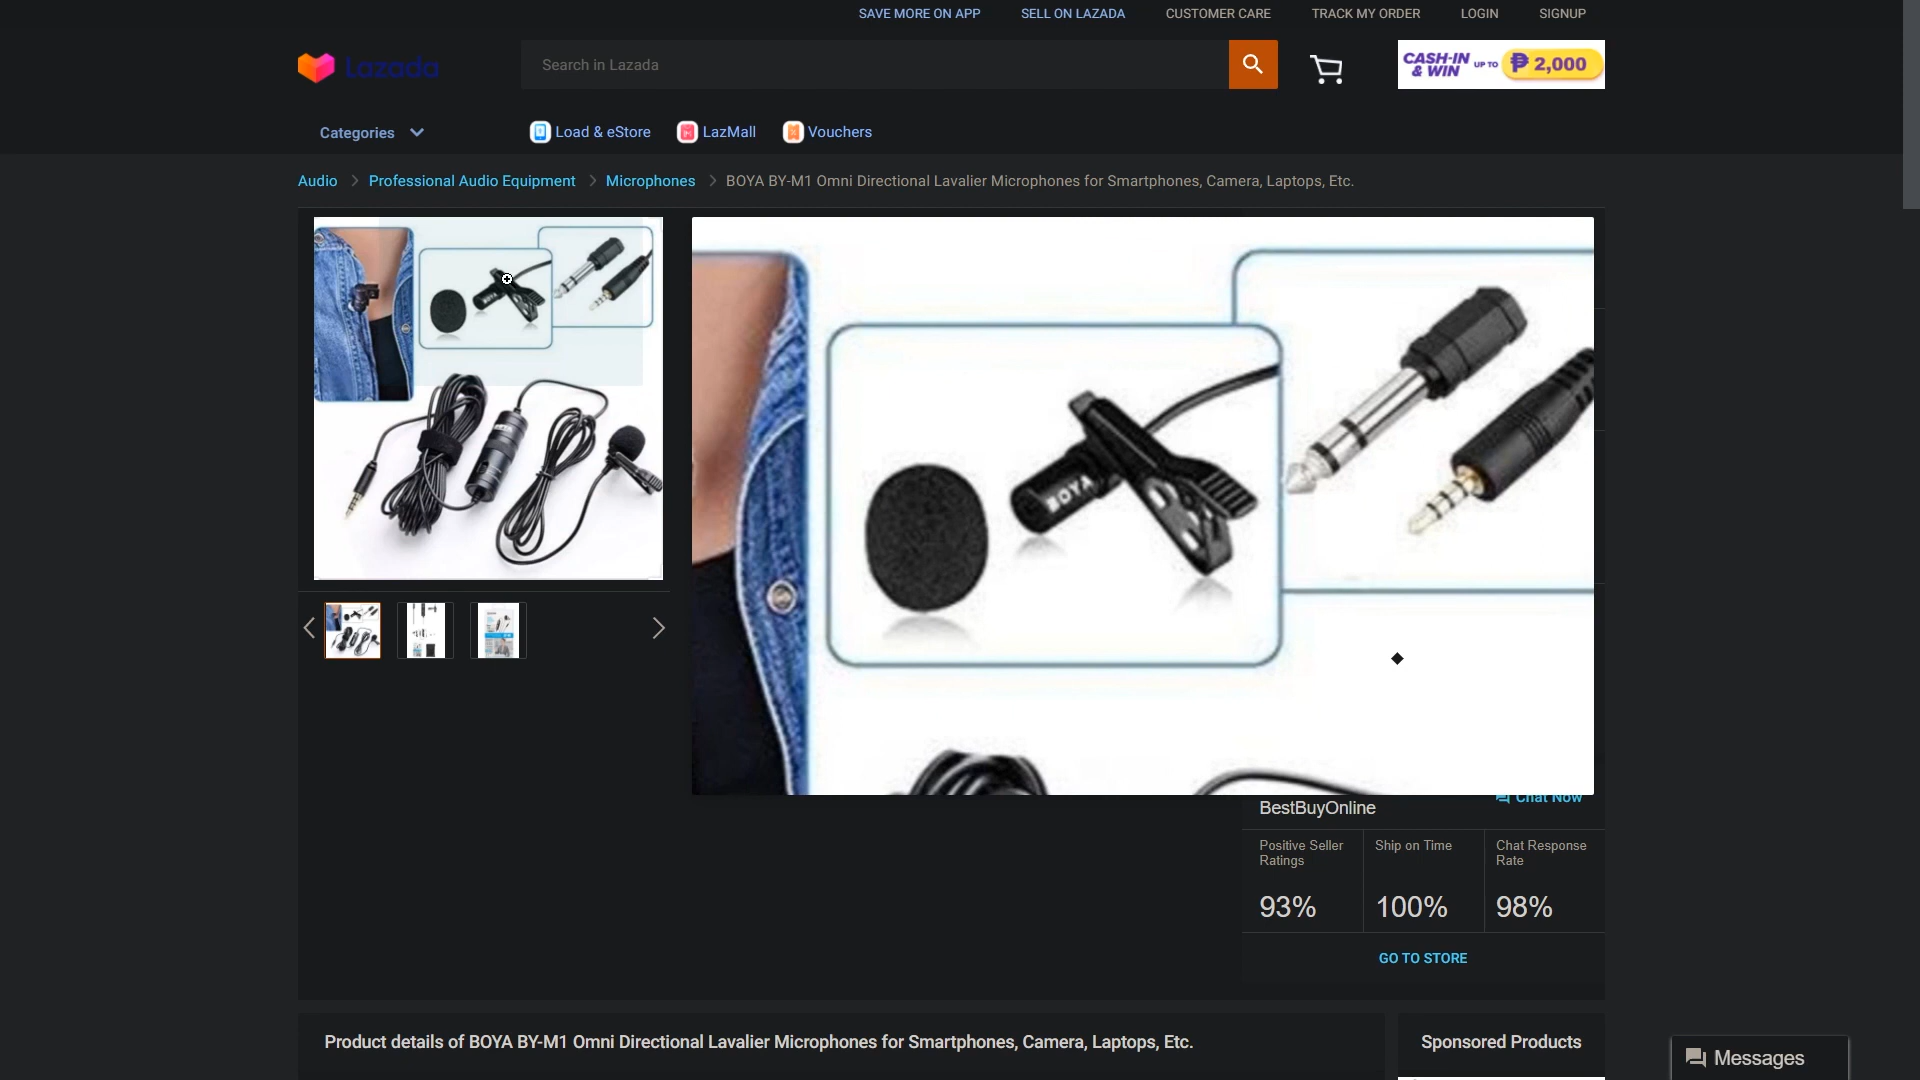 SAVE MORE ON APP
SELL ON LAZADA
CUSTOMER CARE
TRACK MY ORDER
LOGIN
SIGNUP
Lazada
Search in Lazada
CASH-IN & WIN UP TO ₱ 2,000
Categories
Load & eStore
LazMall
Vouchers
Audio
Professional Audio Equipment
Microphones
BOYA BY-M1 Omni Directional Lavalier Microphones for Smartphones, Camera, Laptops, Etc.
BOYA
BestBuyOnline
Chat Now
Positive Seller Ratings
Ship on Time
Chat Response Rate
93%
100%
98%
GO TO STORE
Product details of BOYA BY-M1 Omni Directional Lavalier Microphones for Smartphones, Camera, Laptops, Etc.
Sponsored Products
Messages